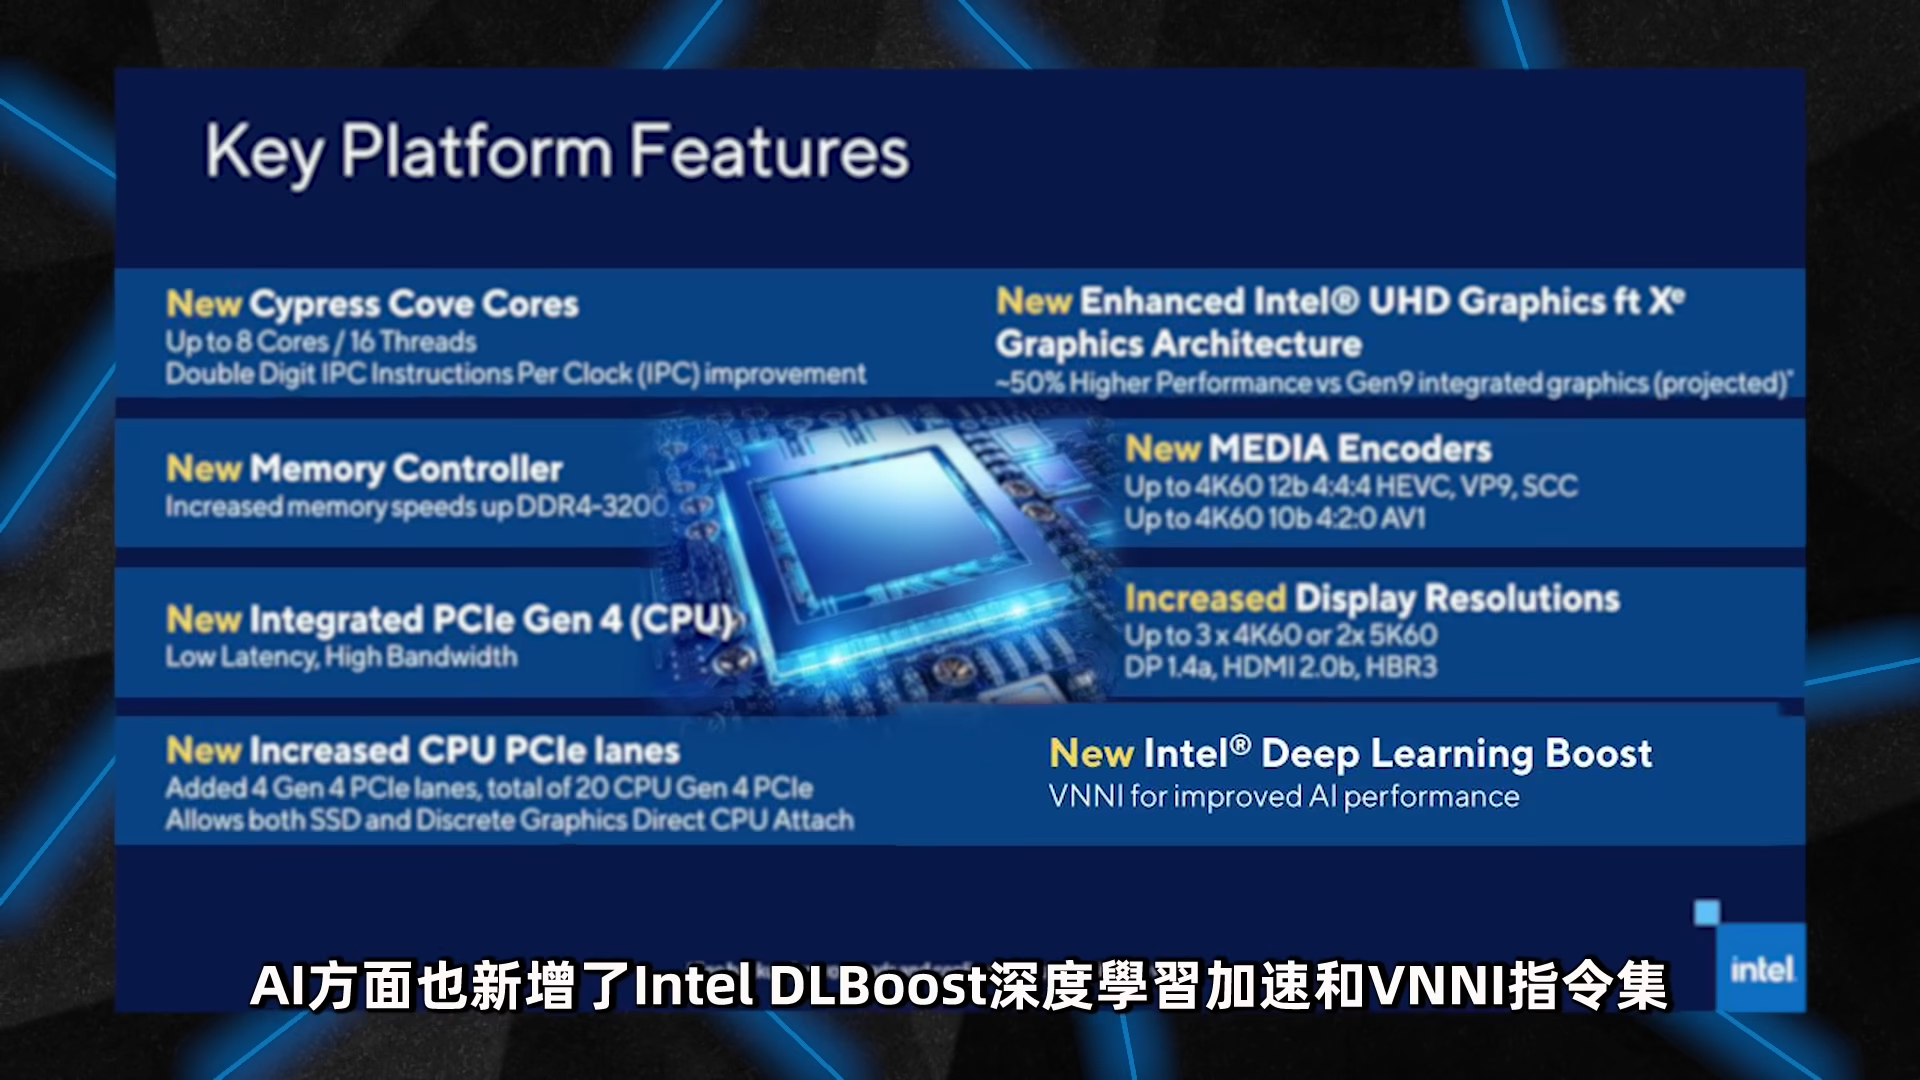 Key Platform Features
New Cypress Cove Cores
Up to 8 Cores / 16 Threads
Double Digit IPC Instructions Per Clock (IPC) improvement
New Memory Controller
Increased memory speeds up DDR4-3200
New Integrated PCIe Gen 4 (CPU)
Low Latency, High Bandwidth
New Increased CPU PCIe lanes
Added 4 Gen 4 PCIe lanes, total of 20 CPU Gen 4 PCIe
Allows both SSD and Discrete Graphics Direct CPU Attach
New Enhanced Intel® UHD Graphics ft Xᵉ
Graphics Architecture
~50% Higher Performance vs Gen9 integrated graphics (projected)*
New MEDIA Encoders
Up to 4K60 12b 4:4:4 HEVC, VP9, SCC
Up to 4K60 10b 4:2:0 AV1
Increased Display Resolutions
Up to 3 x 4K60 or 2x 5K60
DP 1.4a, HDMI 2.0b, HBR3
New Intel® Deep Learning Boost
VNNI for improved AI performance
intel.
AI方面也新增了Intel DLBoost深度學習加速和VNNI指令集